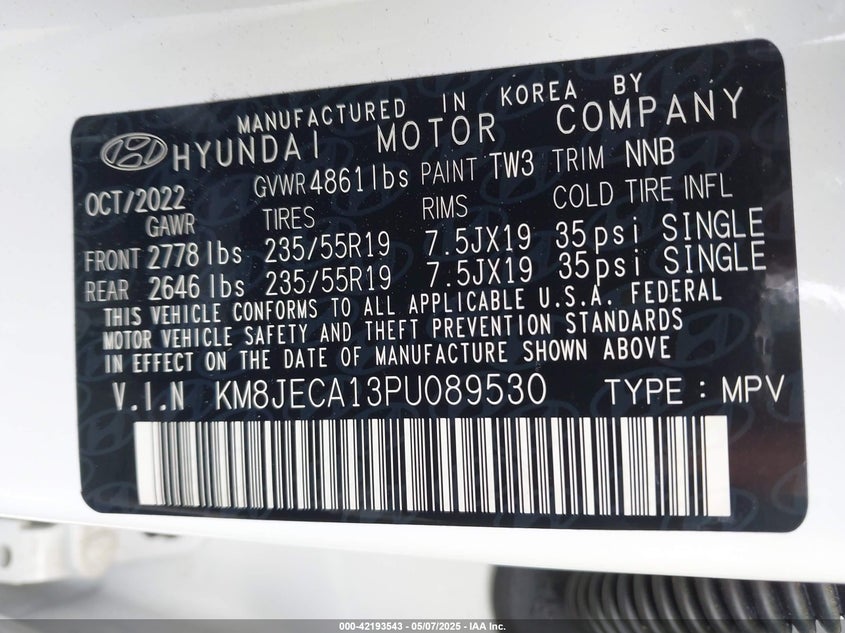 MANUFACTURED IN KOREA BY
HYUNDAI MOTOR COMPANY
OCT/2022 GVWR 4861lbs PAINT TW3 TRIM NNB
GAWR TIRES RIMS COLD TIRE INFL
FRONT 2778 lbs 235/55R19 7.5JX19 35psi SINGLE
REAR 2646 lbs 235/55R19 7.5JX19 35psi SINGLE
THIS VEHICLE CONFORMS TO ALL APPLICABLE U.S.A. FEDERAL
MOTOR VEHICLE SAFETY AND THEFT PREVENTION STANDARDS
IN EFFECT ON THE DATE OF MANUFACTURE SHOWN ABOVE
V.I.N KM8JECA13PU089530 TYPE : MPV
000-42193543 - 05/07/2025 - IAA Inc.